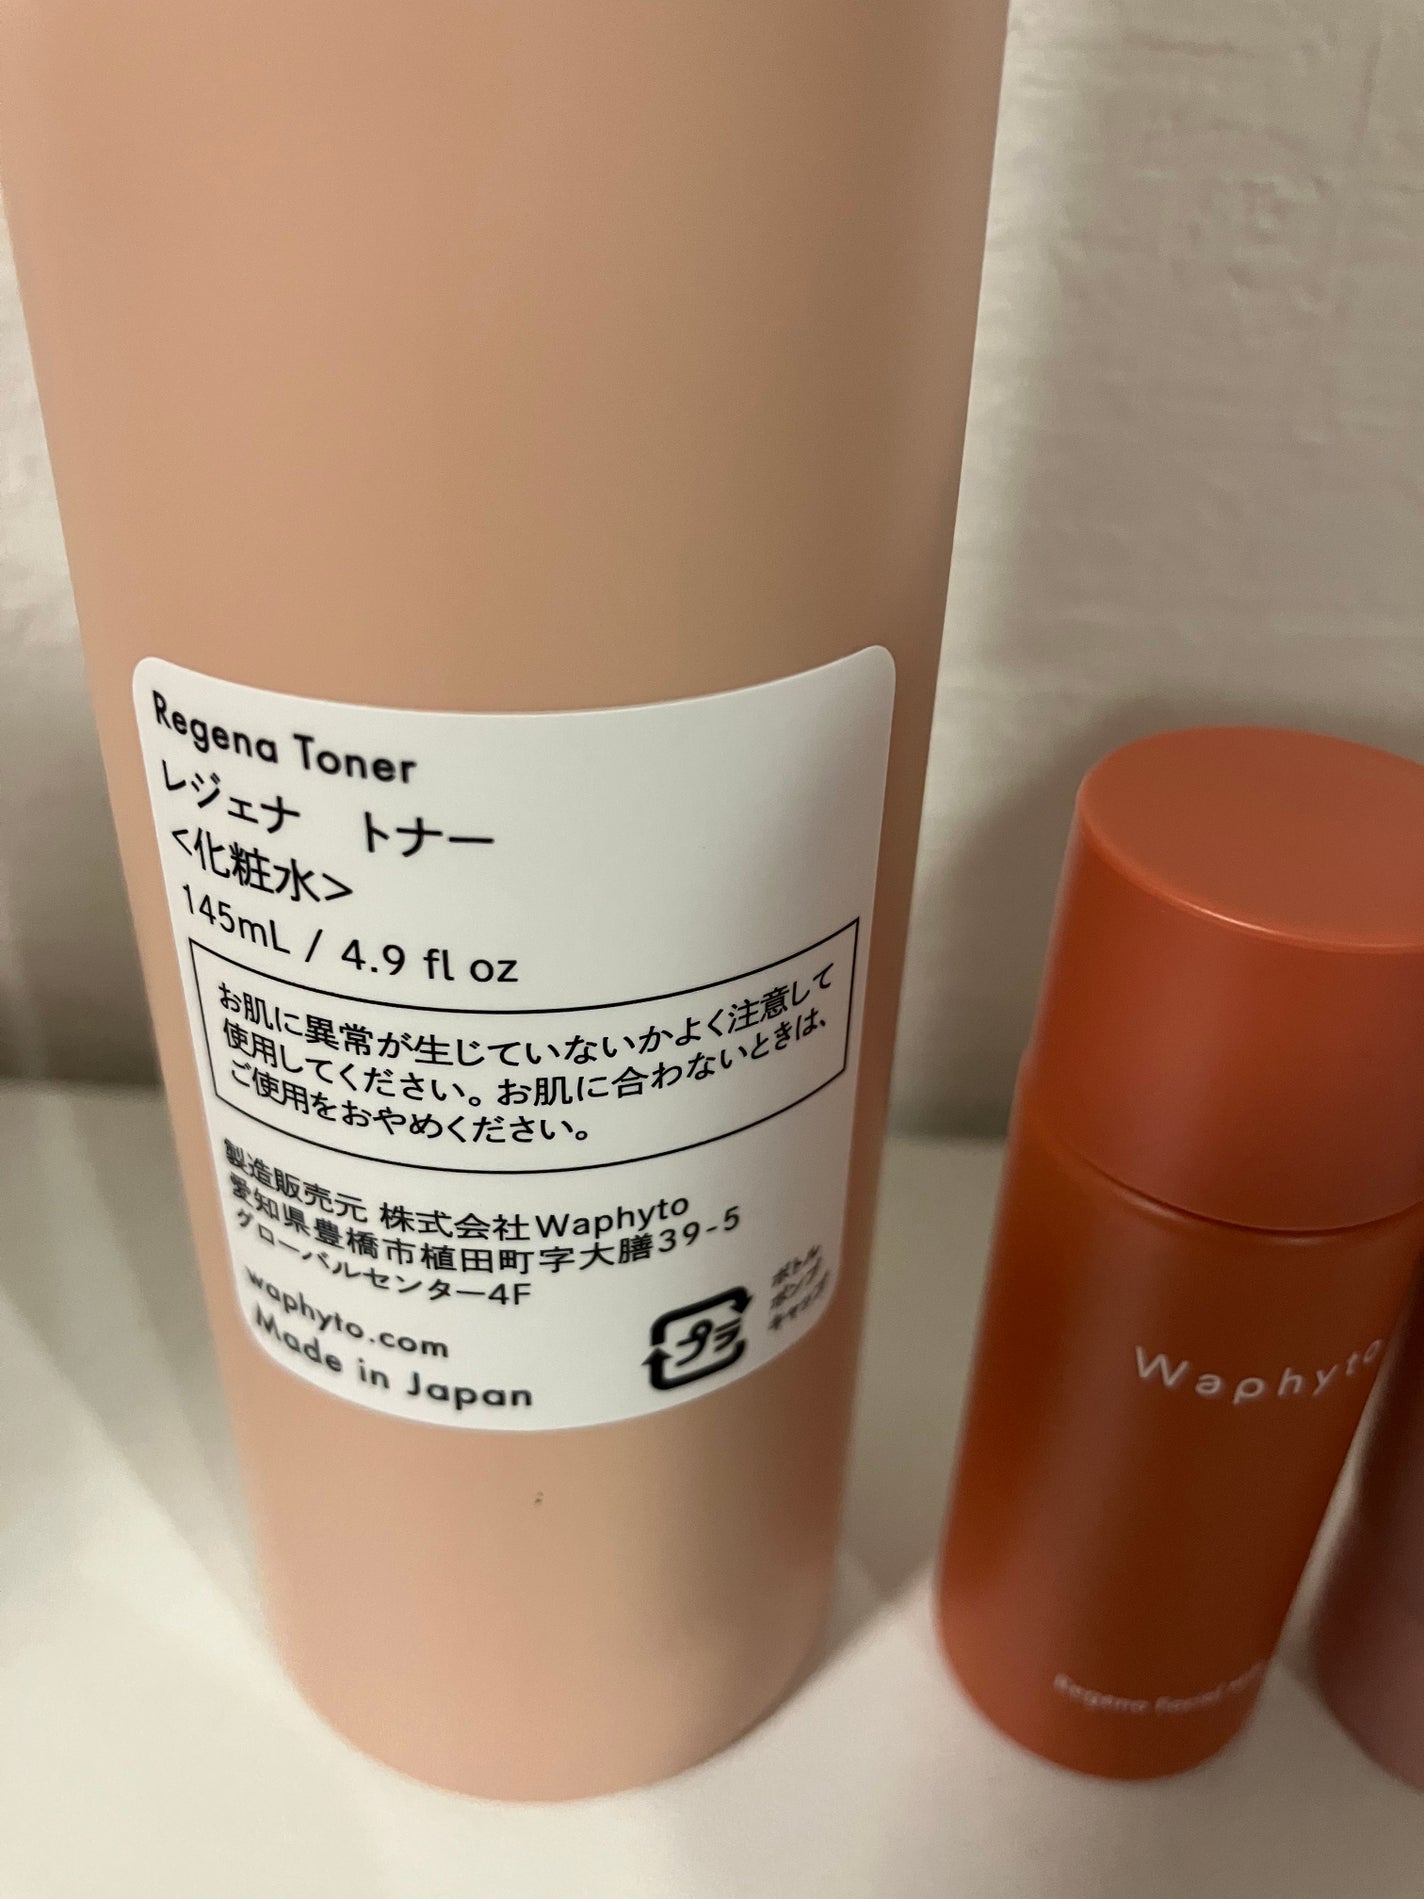 Regena Toner
レジェナ　トナー
<化粧水>
145mL / 4.9 fl oz
お肌に異常が生じていないかよく注意して
使用してください。お肌に合わないときは、
ご使用をおやめください。
製造販売元 株式会社Waphyto
愛知県豊橋市植田町字大膳39-5
グローバルセンター4F
waphyto.com
Made in Japan
プラ
ボトル
ポンプ
キャップ
Waphyto
Regena Facial